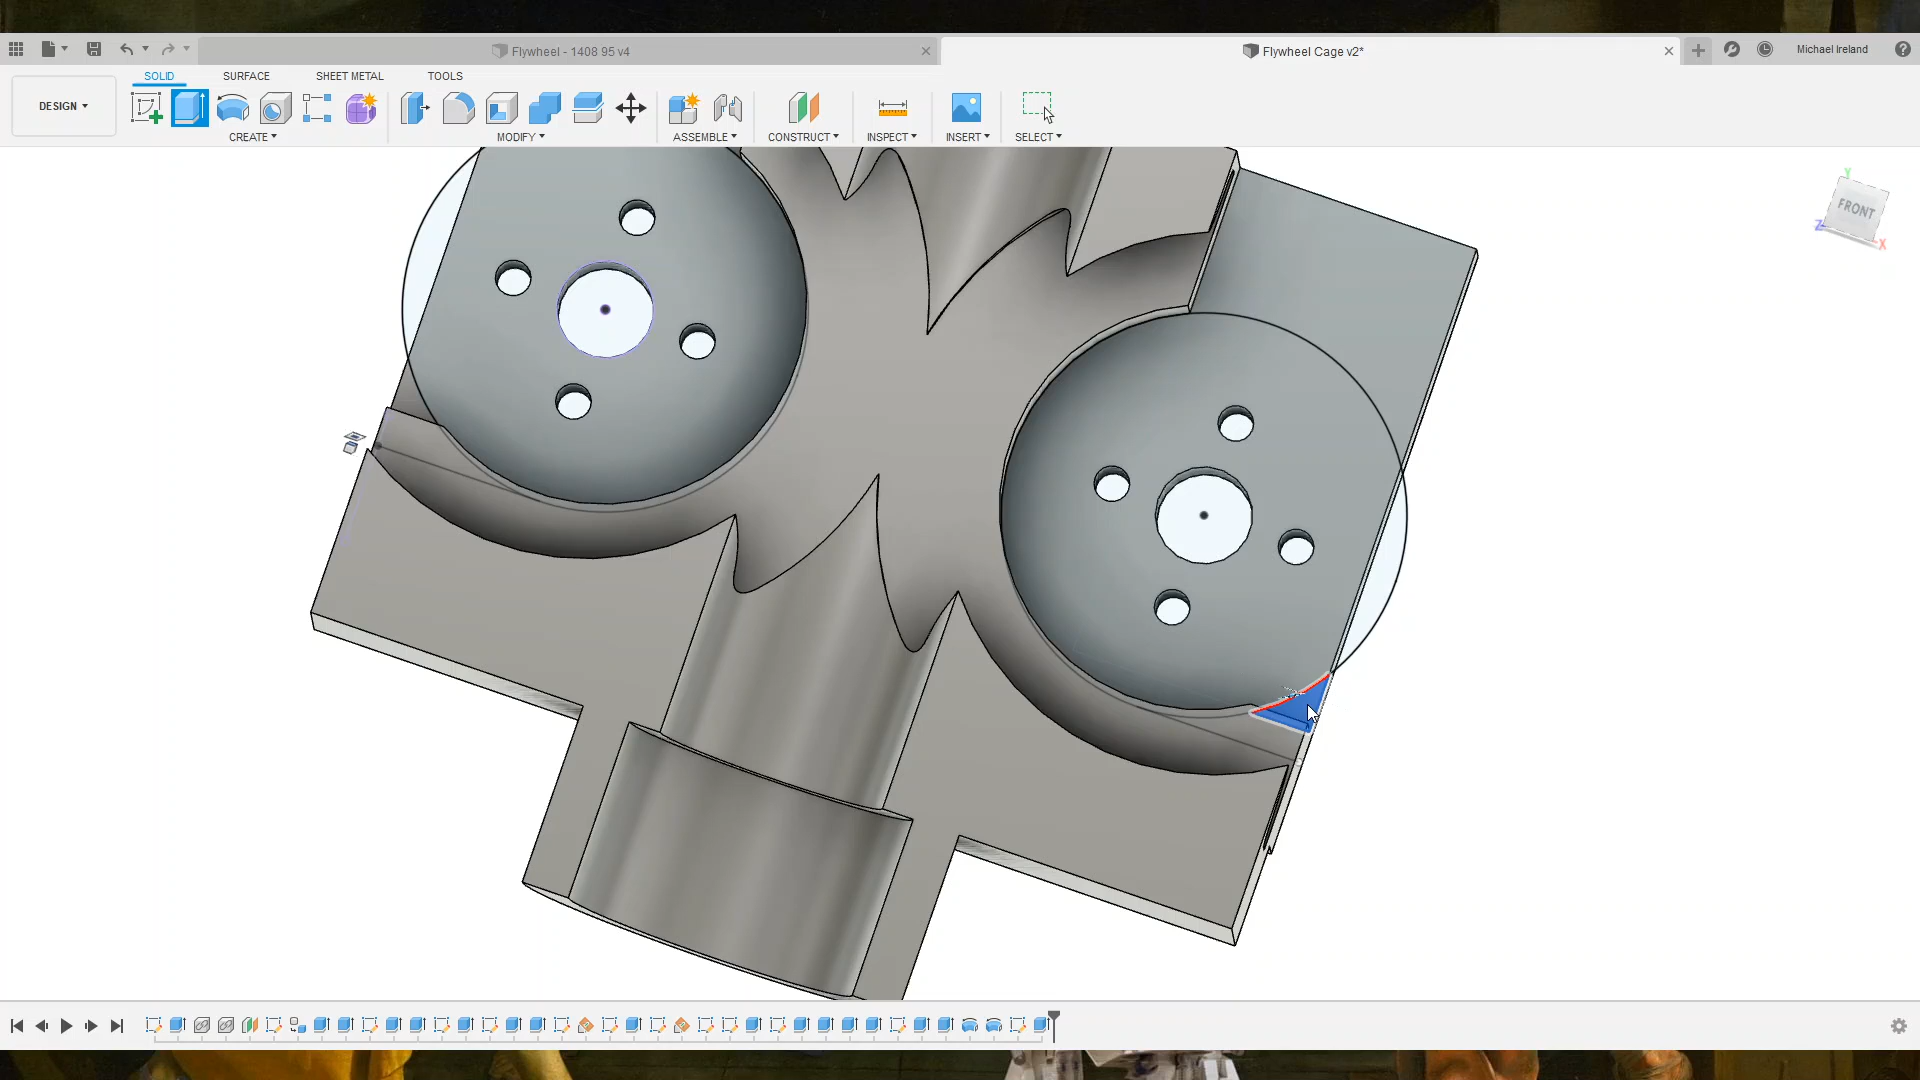 Flywheel - 1408 95 v4
Flywheel Cage v2*
Michael Ireland
SOLID SURFACE SHEET METAL TOOLS
DESIGN
CREATE MODIFY ASSEMBLE CONSTRUCT INSPECT INSERT SELECT
Y
FRONT
Z
X